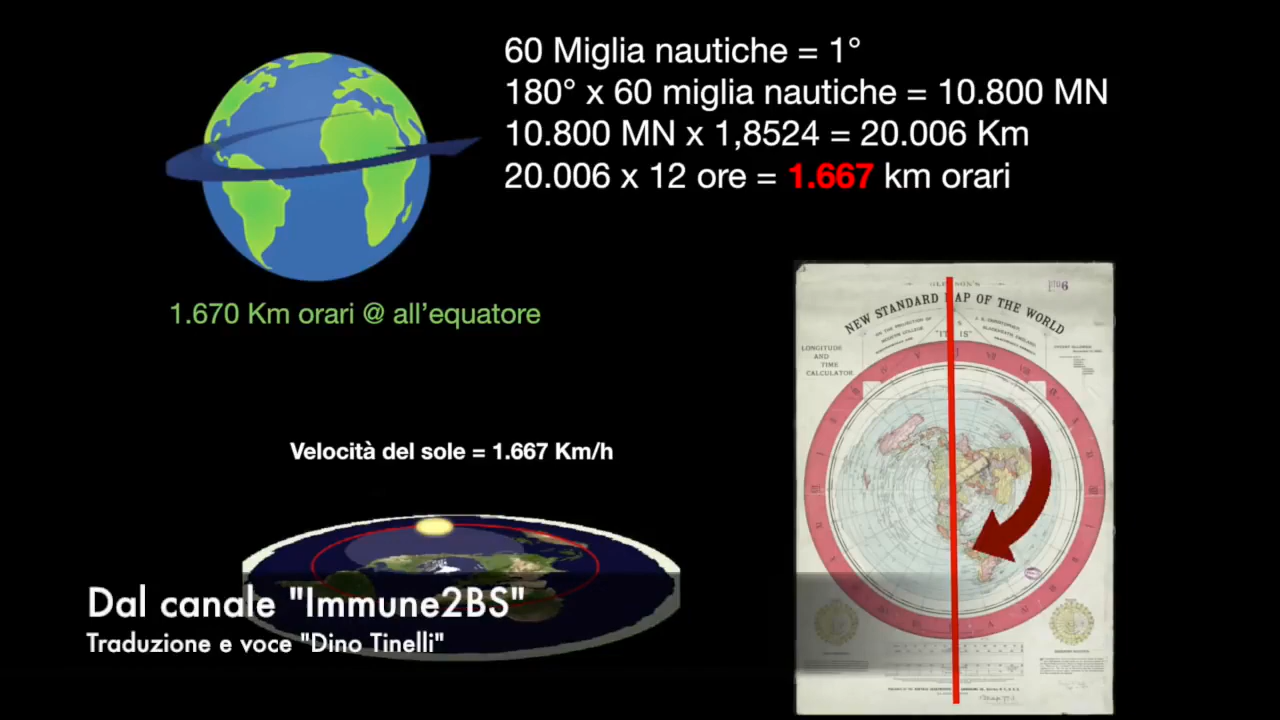 60 Miglia nautiche = 1°
180° x 60 miglia nautiche = 10.800 MN
10.800 MN x 1,8524 = 20.006 Km
20.006 x 12 ore = 1.667 km orari
1.670 Km orari @ all'equatore
NEW STANDARD MAP OF THE WORLD
"IT IS"
LONGITUDE
AND
TIME
CALCULATOR
Velocità del sole = 1.667 Km/h
Dal canale "Immune2BS"
Traduzione e voce "Dino Tinelli"